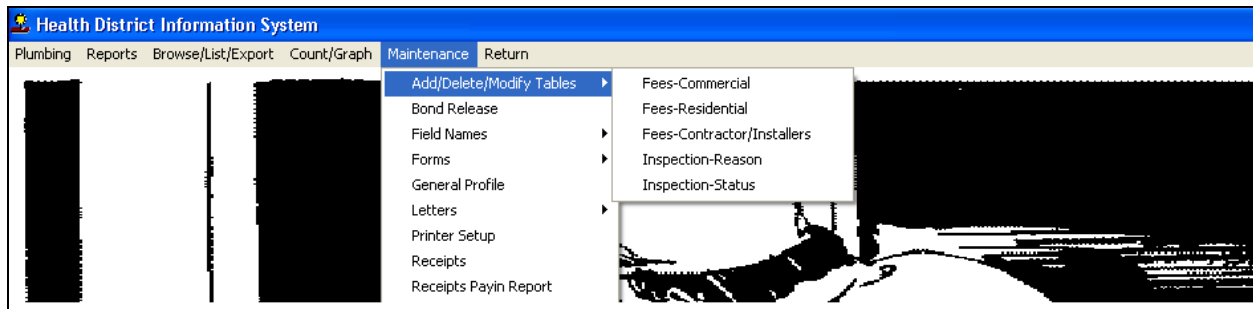 Health District Information System
Plumbing Reports Browse/List/Export Count/Graph Maintenance Return
Add/Delete/Modify Tables
Bond Release
Field Names
Forms
General Profile
Letters
Printer Setup
Receipts
Receipts Payin Report
Fees-Commercial
Fees-Residential
Fees-Contractor/Installers
Inspection-Reason
Inspection-Status